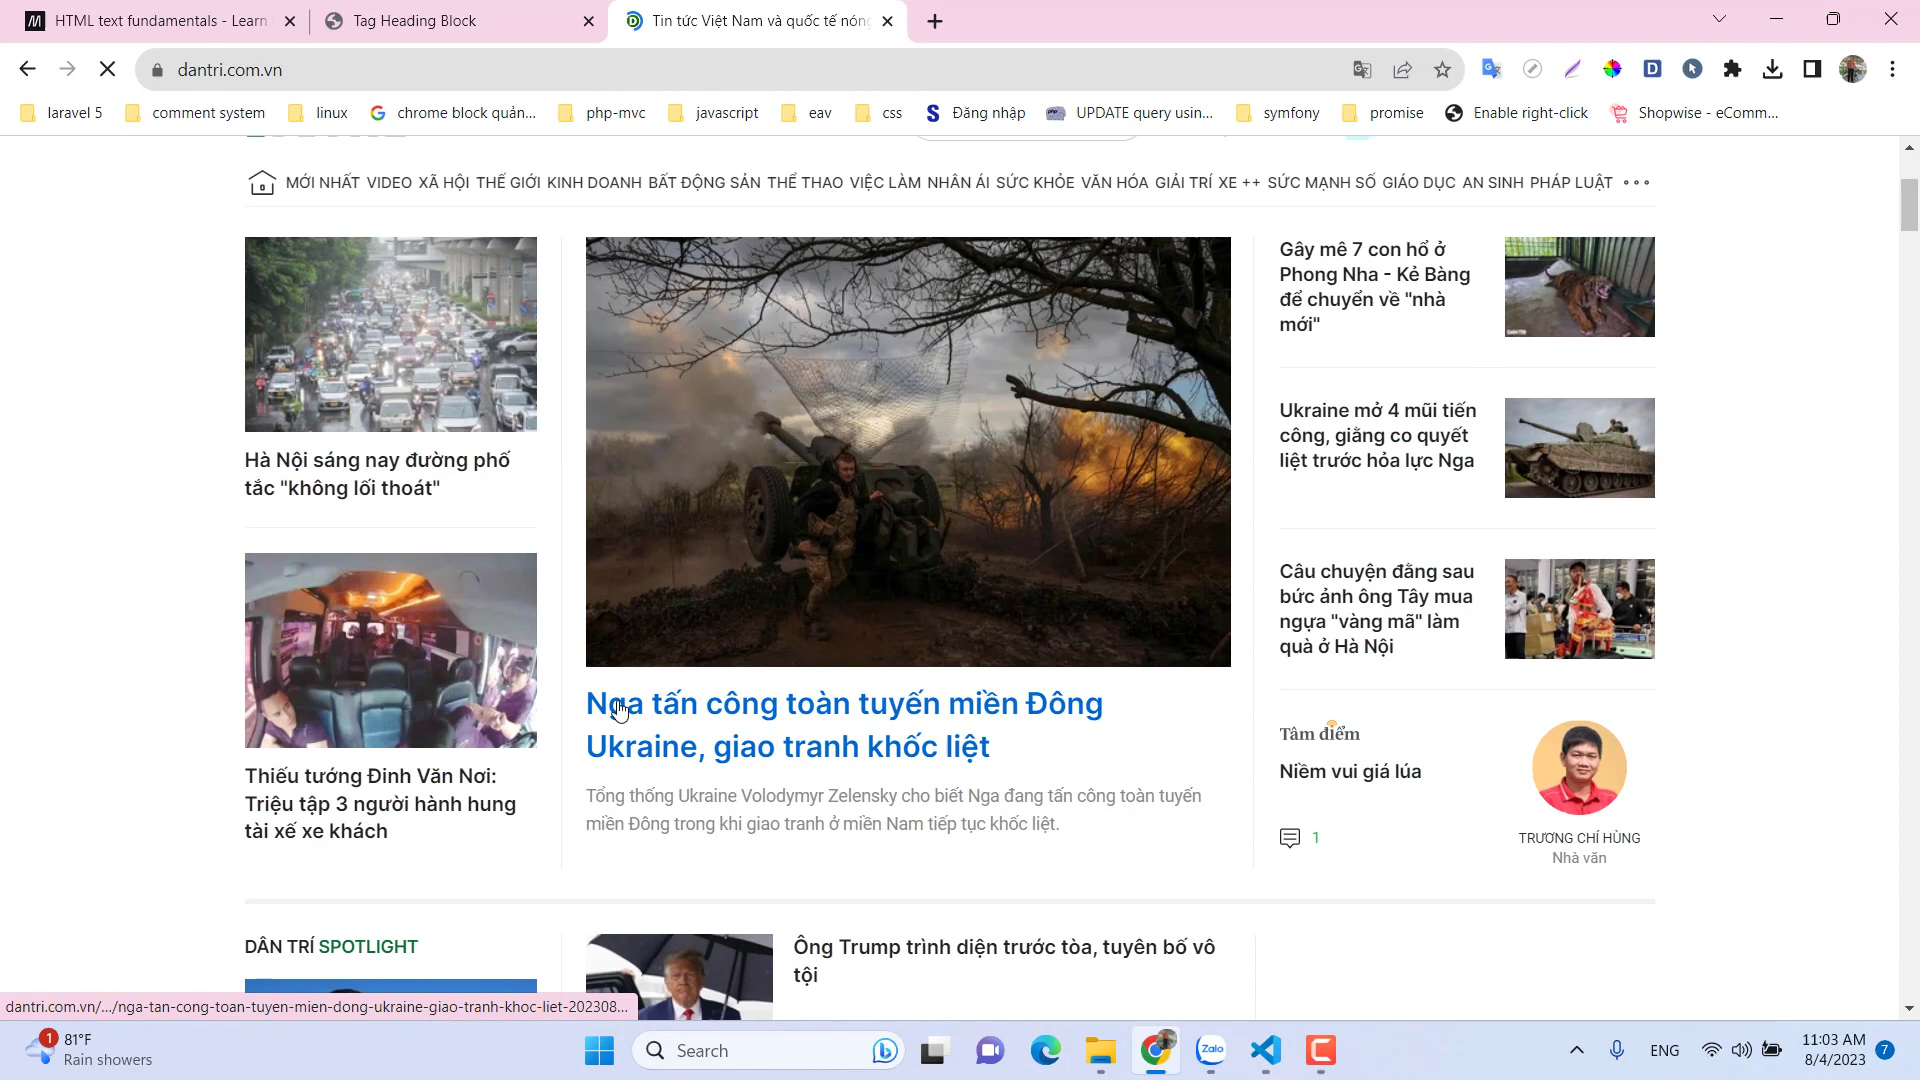 HTML text fundamentals - Learn
Tag Heading Block
Tin tức Việt Nam và quốc tế nón
dantri.com.vn
laravel 5
comment system
linux
chrome block quản...
php-mvc
javascript
eav
css
Đăng nhập
UPDATE query usin...
symfony
promise
Enable right-click
Shopwise - eComm...
MỚI NHẤT VIDEO XÃ HỘI THẾ GIỚI KINH DOANH BẤT ĐỘNG SẢN THỂ THAO VIỆC LÀM NHÂN ÁI SỨC KHỎE VĂN HÓA GIẢI TRÍ XE ++ SỨC MẠNH SỐ GIÁO DỤC AN SINH PHÁP LUẬT
Hà Nội sáng nay đường phố
tắc "không lối thoát"
Thiếu tướng Đinh Văn Nơi:
Triệu tập 3 người hành hung
tài xế xe khách
Nga tấn công toàn tuyến miền Đông
Ukraine, giao tranh khốc liệt
Tổng thống Ukraine Volodymyr Zelensky cho biết Nga đang tấn công toàn tuyến
miền Đông trong khi giao tranh ở miền Nam tiếp tục khốc liệt.
Gây mê 7 con hổ ở
Phong Nha - Kẻ Bàng
để chuyển về "nhà
mới"
Ukraine mở 4 mũi tiến
công, giằng co quyết
liệt trước hỏa lực Nga
Câu chuyện đằng sau
bức ảnh ông Tây mua
ngựa "vàng mã" làm
quà ở Hà Nội
Tâm điểm
Niềm vui giá lúa
1
TRƯƠNG CHÍ HÙNG
Nhà văn
DÂN TRÍ SPOTLIGHT
Ông Trump trình diện trước tòa, tuyên bố vô
tội
dantri.com.vn/.../nga-tan-cong-toan-tuyen-mien-dong-ukraine-giao-tranh-khoc-liet-202308...
1
81°F
Rain showers
Search
Zalo
ENG
11:03 AM
8/4/2023
7